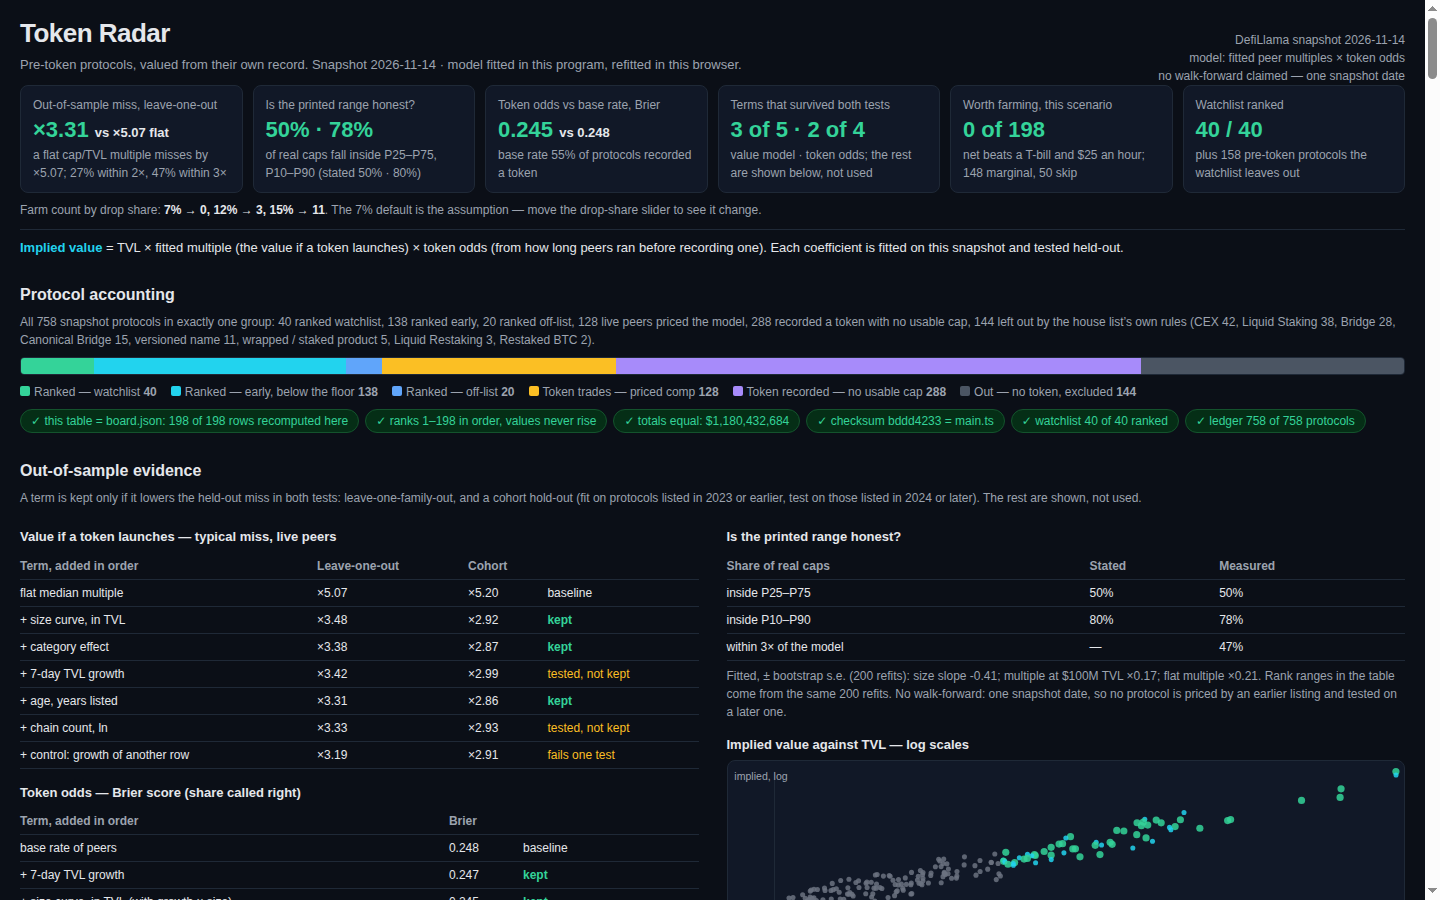 Token Radar
Pre-token protocols, valued from their own record. Snapshot 2026-11-14 · model fitted in this program, refitted in this browser.
DefiLlama snapshot 2026-11-14
model: fitted peer multiples × token odds
no walk-forward claimed — one snapshot date
Out-of-sample miss, leave-one-out
×3.31 vs ×5.07 flat
a flat cap/TVL multiple misses by
×5.07; 27% within 2×, 47% within 3×
Is the printed range honest?
50% · 78%
of real caps fall inside P25–P75,
P10–P90 (stated 50% · 80%)
Token odds vs base rate, Brier
0.245 vs 0.248
base rate 55% of protocols recorded
a token
Terms that survived both tests
3 of 5 · 2 of 4
value model · token odds; the rest
are shown below, not used
Worth farming, this scenario
0 of 198
net beats a T-bill and $25 an hour;
148 marginal, 50 skip
Watchlist ranked
40 / 40
plus 158 pre-token protocols the
watchlist leaves out
Farm count by drop share: 7% → 0, 12% → 3, 15% → 11. The 7% default is the assumption — move the drop-share slider to see it change.
Implied value = TVL × fitted multiple (the value if a token launches) × token odds (from how long peers ran before recording one). Each coefficient is fitted on this snapshot and tested held-out.
Protocol accounting
All 758 snapshot protocols in exactly one group: 40 ranked watchlist, 138 ranked early, 20 ranked off-list, 128 live peers priced the model, 288 recorded a token with no usable cap, 144 left out by the house list's own rules (CEX 42, Liquid Staking 38, Bridge 28,
Canonical Bridge 15, versioned name 11, wrapped / staked product 5, Liquid Restaking 3, Restaked BTC 2).
Ranked — watchlist 40
Ranked — early, below the floor 138
Ranked — off-list 20
Token trades — priced comp 128
Token recorded — no usable cap 288
Out — no token, excluded 144
✓ this table = board.json: 198 of 198 rows recomputed here
✓ ranks 1–198 in order, values never rise
✓ totals equal: $1,180,432,684
✓ checksum bddd4233 = main.ts
✓ watchlist 40 of 40 ranked
✓ ledger 758 of 758 protocols
Out-of-sample evidence
A term is kept only if it lowers the held-out miss in both tests: leave-one-family-out, and a cohort hold-out (fit on protocols listed in 2023 or earlier, test on those listed in 2024 or later). The rest are shown, not used.
Value if a token launches — typical miss, live peers
Term, added in order Leave-one-out Cohort
flat median multiple ×5.07 ×5.20 baseline
+ size curve, in TVL ×3.48 ×2.92 kept
+ category effect ×3.38 ×2.87 kept
+ 7-day TVL growth ×3.42 ×2.99 tested, not kept
+ age, years listed ×3.31 ×2.86 kept
+ chain count, ln ×3.33 ×2.93 tested, not kept
+ control: growth of another row ×3.19 ×2.91 fails one test
Token odds — Brier score (share called right)
Term, added in order Brier
base rate of peers 0.248 baseline
+ 7-day TVL growth 0.247 kept
Is the printed range honest?
Share of real caps Stated Measured
inside P25–P75 50% 50%
inside P10–P90 80% 78%
within 3× of the model — 47%
Fitted, ± bootstrap s.e. (200 refits): size slope -0.41; multiple at $100M TVL ×0.17; flat multiple ×0.21. Rank ranges in the table
come from the same 200 refits. No walk-forward: one snapshot date, so no protocol is priced by an earlier listing and tested on
a later one.
Implied value against TVL — log scales
implied, log